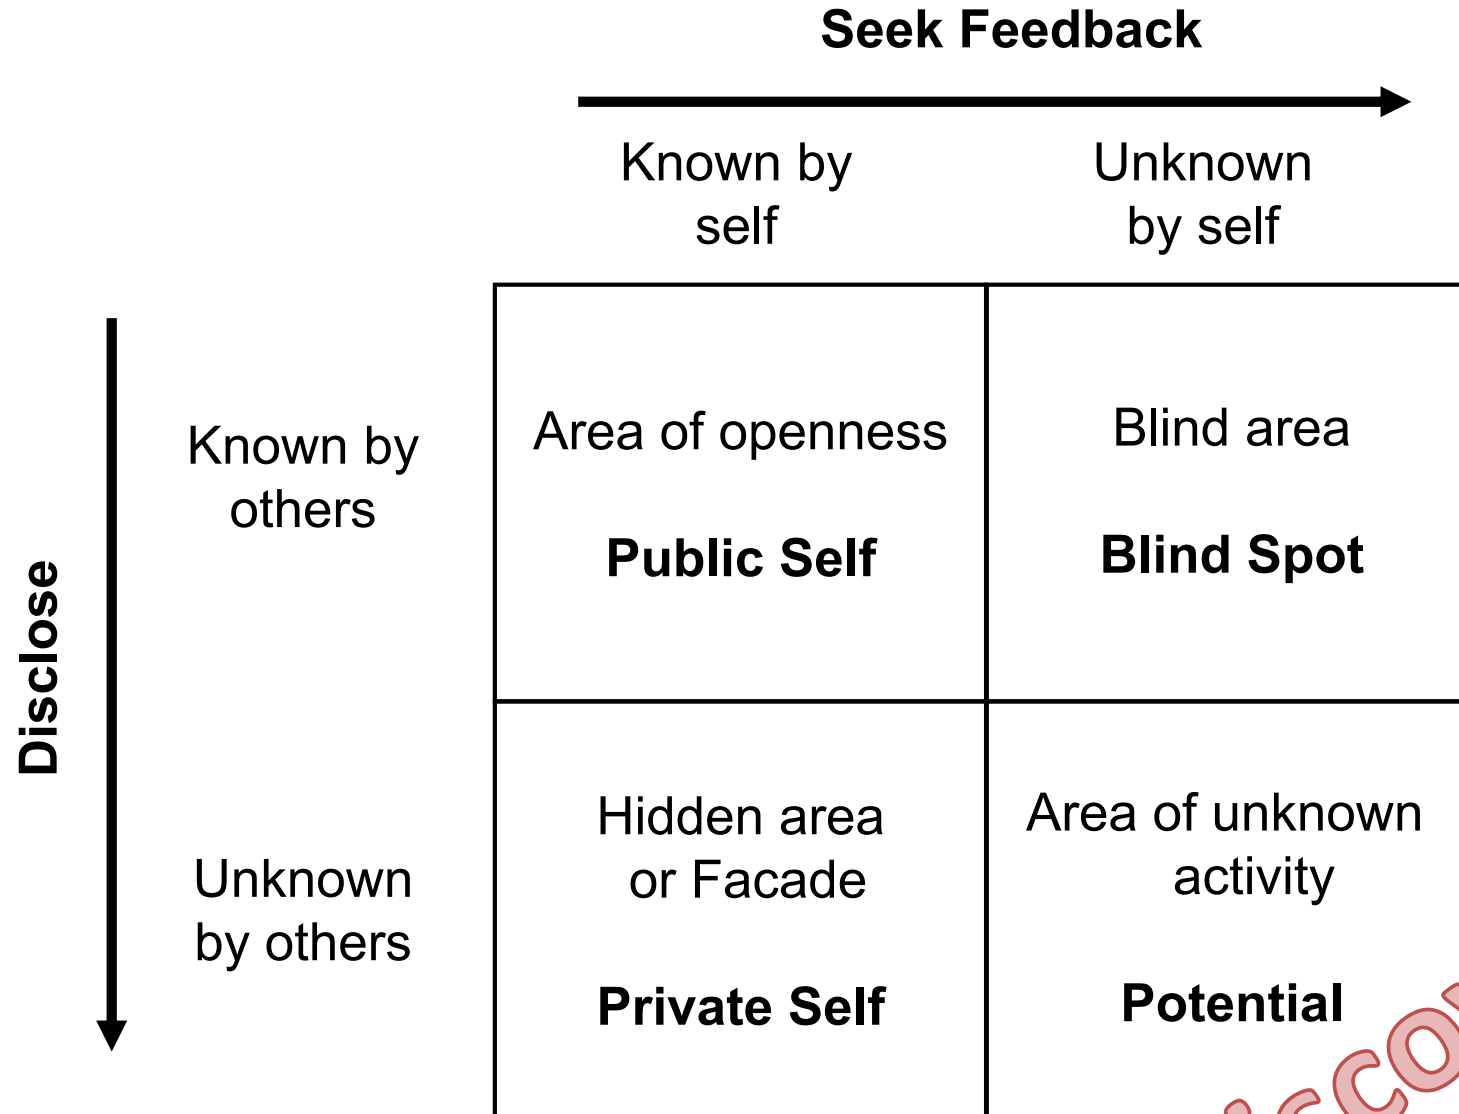 Seek Feedback
Known by
self
Unknown
by self
Disclose
Known by
others
Area of openness
Public Self
Blind area
Blind Spot
Unknown
by others
Hidden area
or Facade
Private Self
Area of unknown
activity
Potential